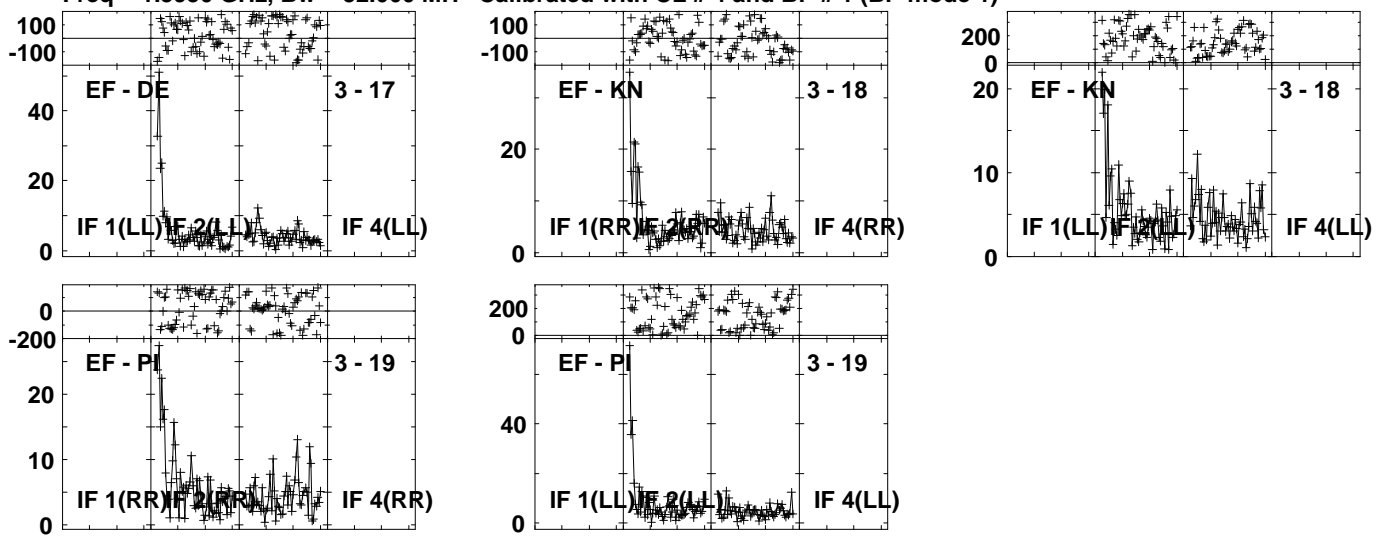 100
-100
EF - DE
3 - 17
40
20
0
IF 1(LL)
IF 2(LL)
IF 4(LL)
100
-100
EF - KN
3 - 18
20
0
IF 1(RR)
IF 2(RR)
IF 4(RR)
200
0
EF - KN
3 - 18
20
10
0
IF 1(LL)
IF 2(LL)
IF 4(LL)
0
-200
EF - PI
3 - 19
20
10
0
IF 1(RR)
IF 2(RR)
IF 4(RR)
200
0
EF - PI
3 - 19
40
0
IF 1(LL)
IF 2(LL)
IF 4(LL)